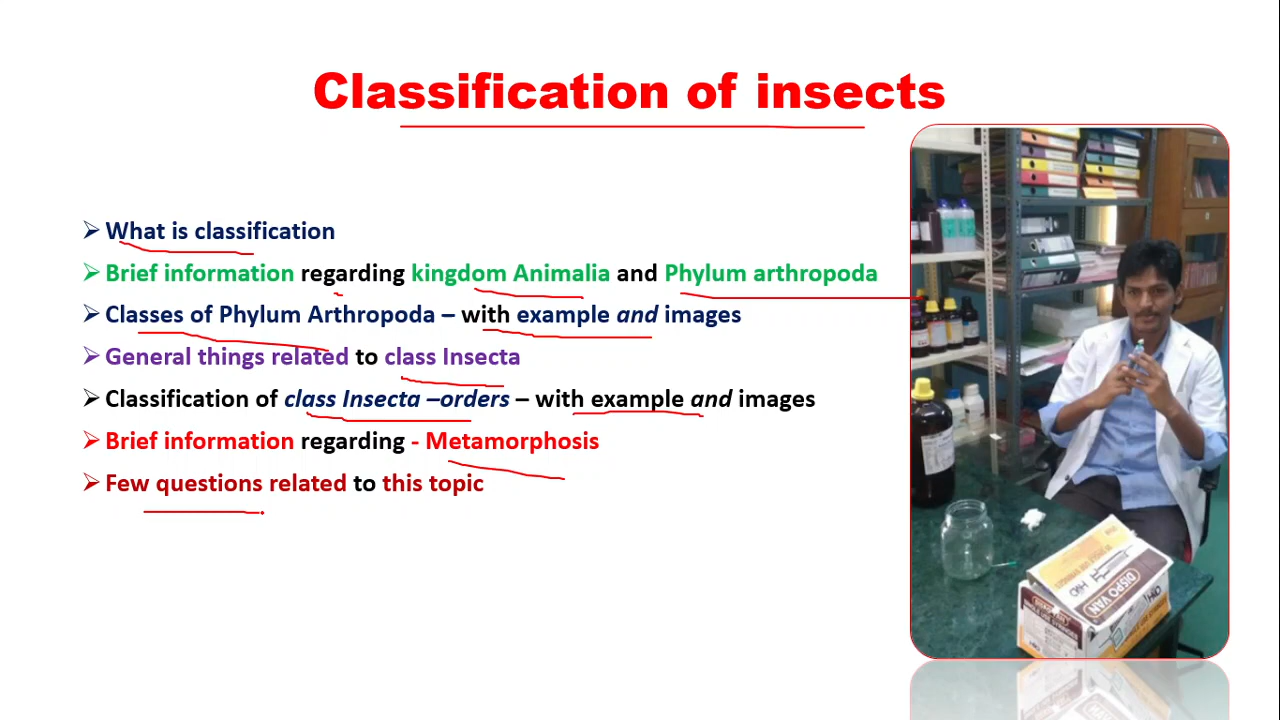 Classification of insects
What is classification
Brief information regarding kingdom Animalia and Phylum arthropoda
Classes of Phylum Arthropoda – with example and images
General things related to class Insecta
Classification of class Insecta –orders – with example and images
Brief information regarding - Metamorphosis
Few questions related to this topic
DISPO VAN